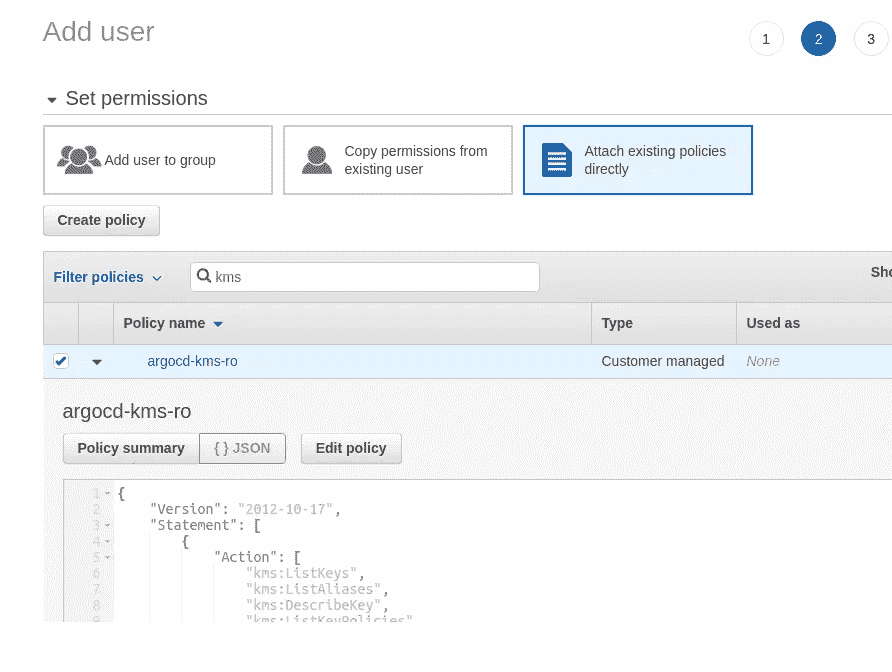 Add user
1 2 3
Set permissions
Add user to group
Copy permissions from
existing user
Attach existing policies
directly
Create policy
Filter policies
kms
Sho
Policy name Type Used as
argocd-kms-ro Customer managed None
argocd-kms-ro
Policy summary { } JSON Edit policy
1 {
2 "Version": "2012-10-17",
3 "Statement": [
4 {
5 "Action": [
6 "kms:ListKeys",
7 "kms:ListAliases",
8 "kms:DescribeKey",
9 "kms:ListKeyPolicies"